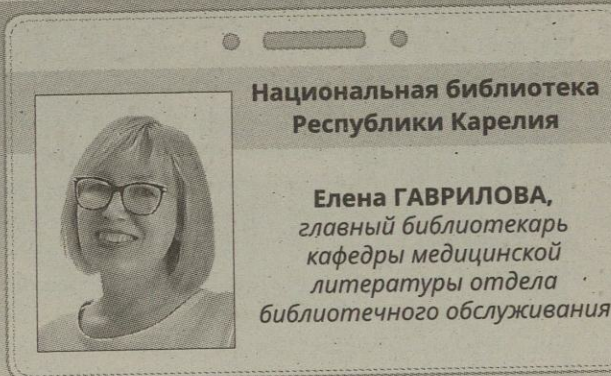 Национальная библиотека
Республики Карелия
Елена ГАВРИЛОВА,
главный библиотекарь
кафедры медицинской
литературы отдела
библиотечного обслуживания